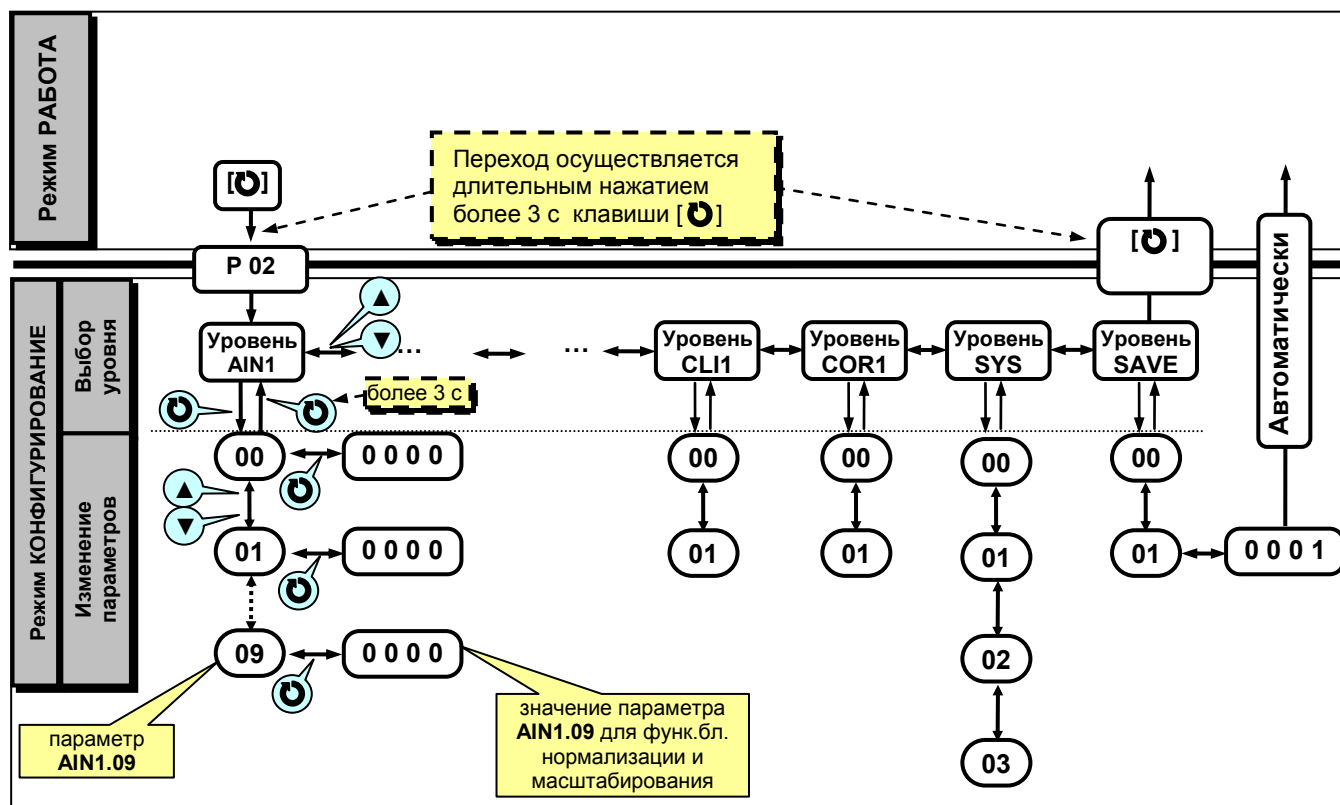 Режим РАБОТА
Переход осуществляется
длительным нажатием
более 3 с клавиши [↻]
[↻]
[↻]
P 02
Автоматически
Режим КОНФИГУРИРОВАНИЕ
Выбор
уровня
Уровень
AIN1
▲
▼
...
...
Уровень
CLI1
Уровень
COR1
Уровень
SYS
Уровень
SAVE
более 3 с
Изменение
параметров
00
0 0 0 0
00
00
00
00
▲
▼
01
0 0 0 0
01
01
01
01
0 0 0 1
09
0 0 0 0
02
03
параметр
AIN1.09
значение параметра
AIN1.09 для функ.бл.
нормализации и
масштабирования